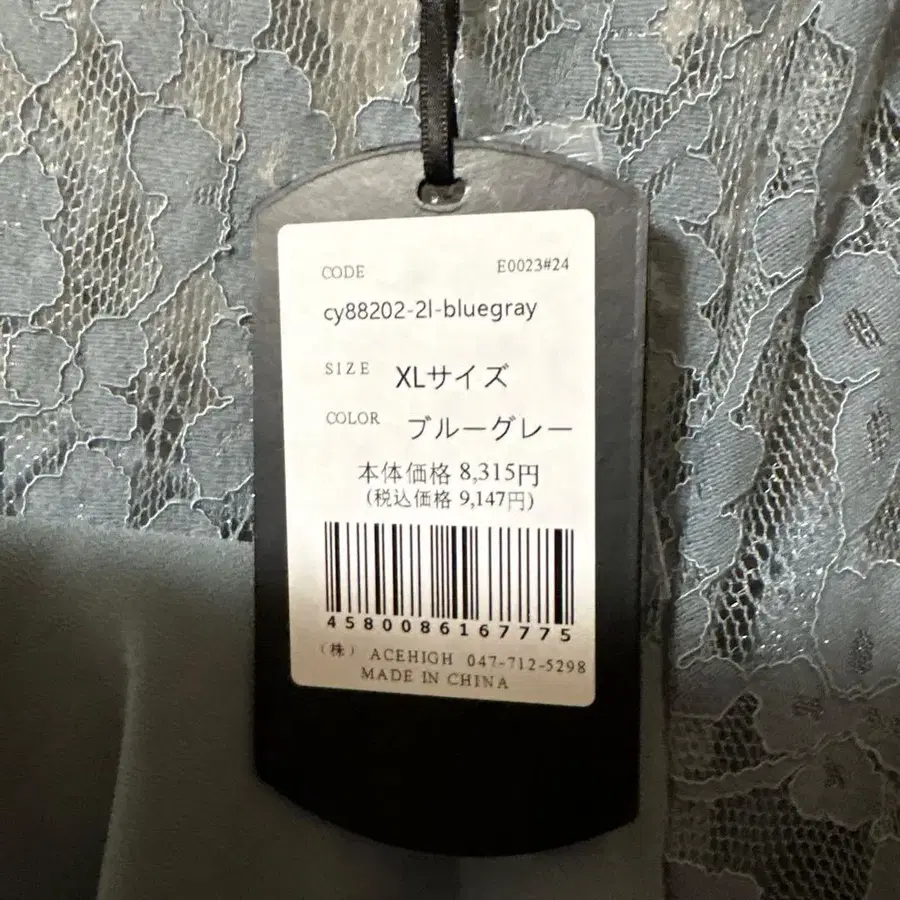 CODE E0023#24
cy88202-2l-bluegray
SIZE XLサイズ
COLOR ブルーグレー
本体価格 8,315円
(税込価格 9,147円)
4580086167775
(株) ACEHIGH 047-712-5298
MADE IN CHINA